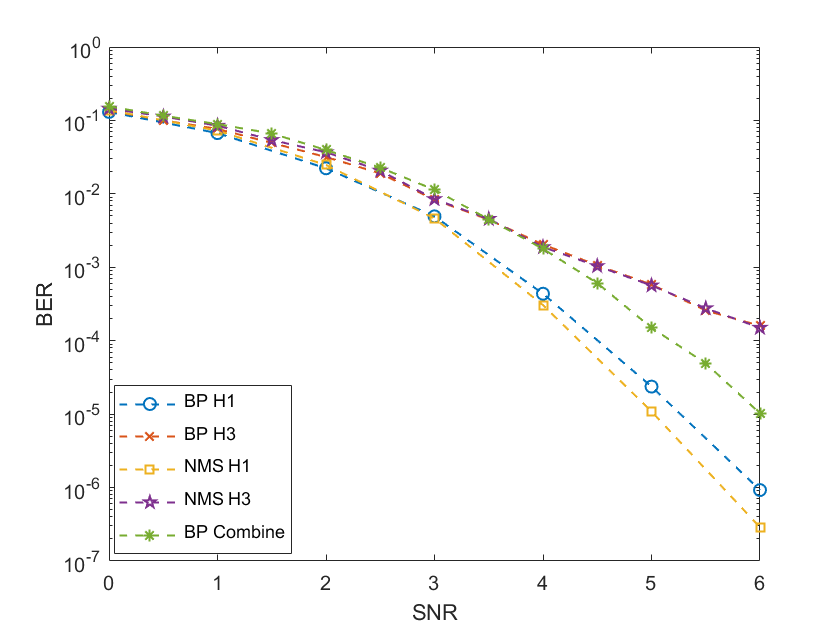 10^0
10^-1
10^-2
10^-3
10^-4
10^-5
10^-6
10^-7
BER
BP H1
BP H3
NMS H1
NMS H3
BP Combine
0 1 2 3 4 5 6
SNR